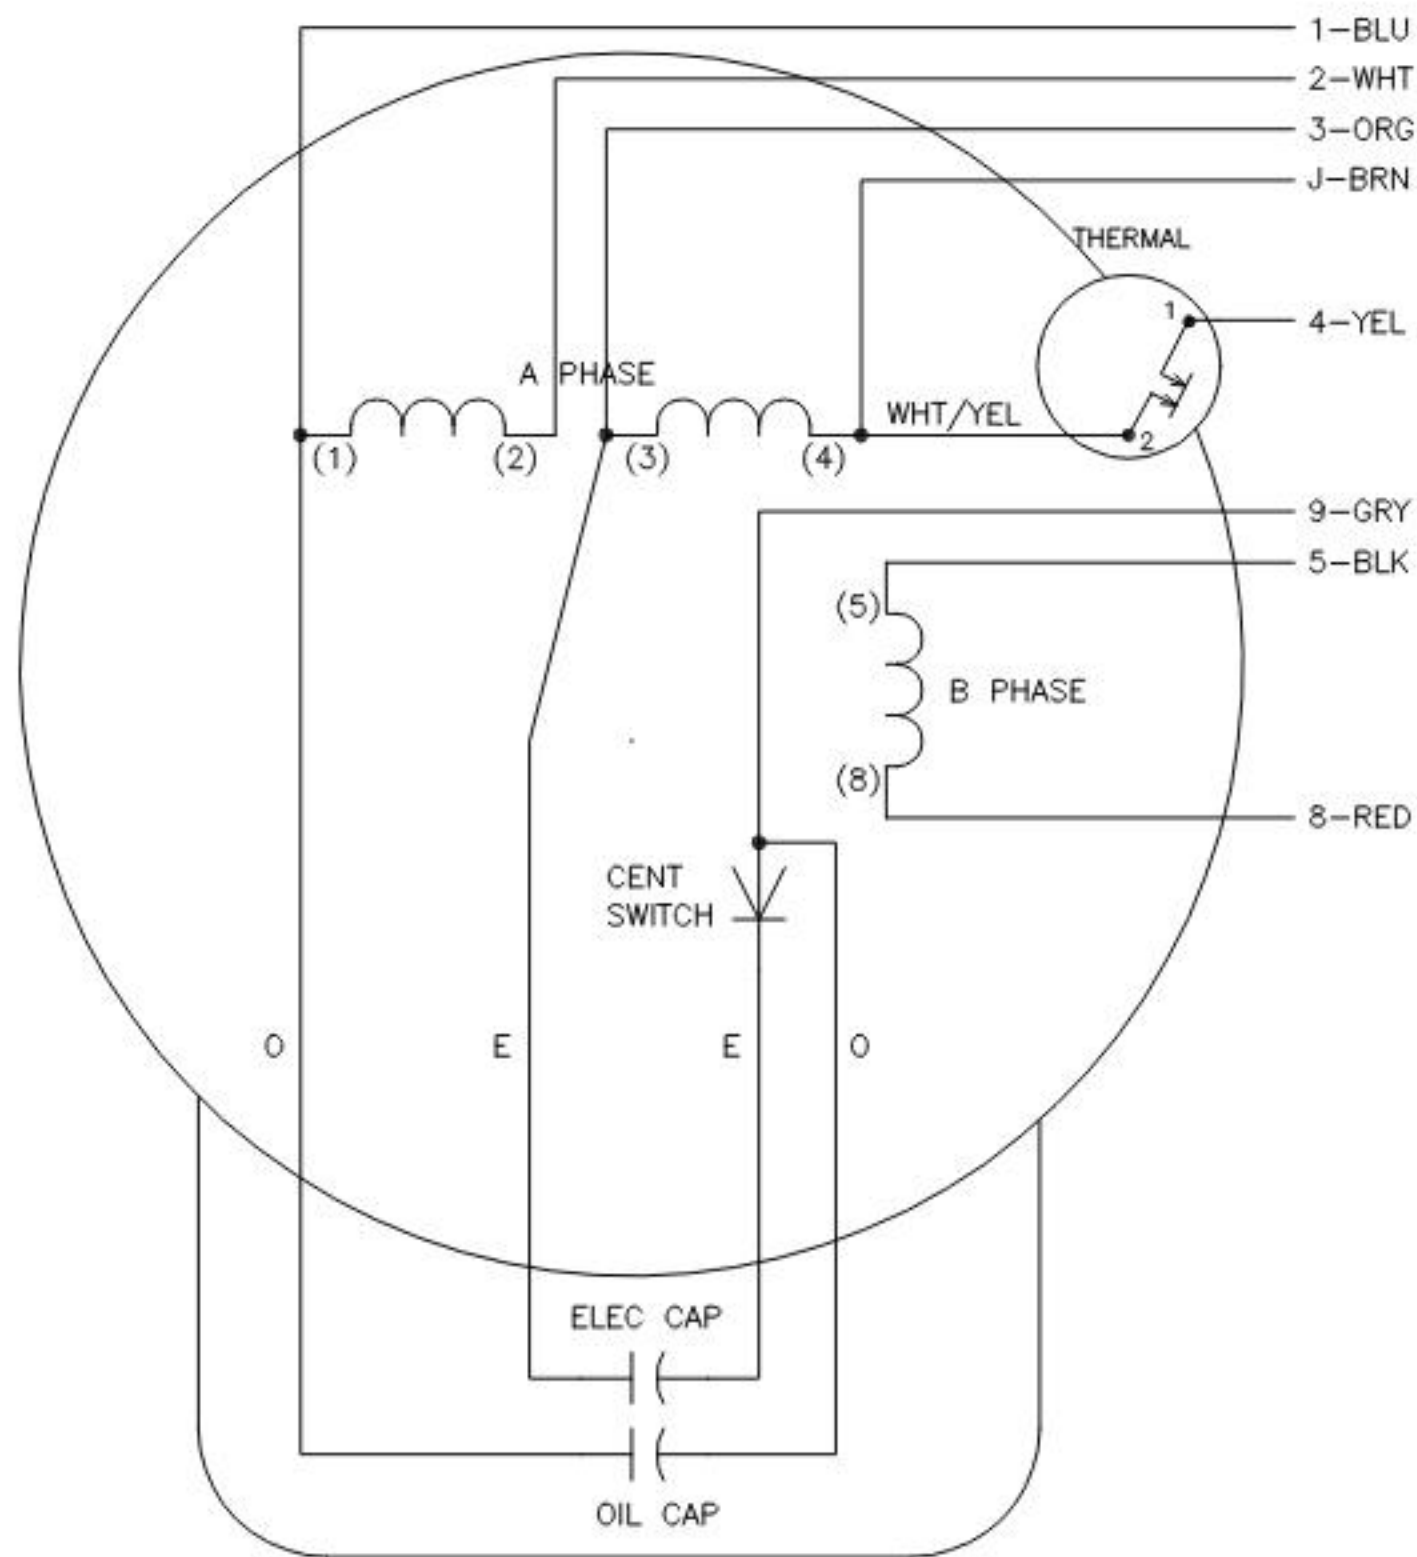 1-BLU
2-WHT
3-ORG
J-BRN
THERMAL
1
4-YEL
A PHASE
WHT/YEL
2
(1)
(2)
(3)
(4)
9-GRY
5-BLK
(5)
B PHASE
(8)
8-RED
CENT
SWITCH
O
E
E
O
ELEC CAP
OIL CAP